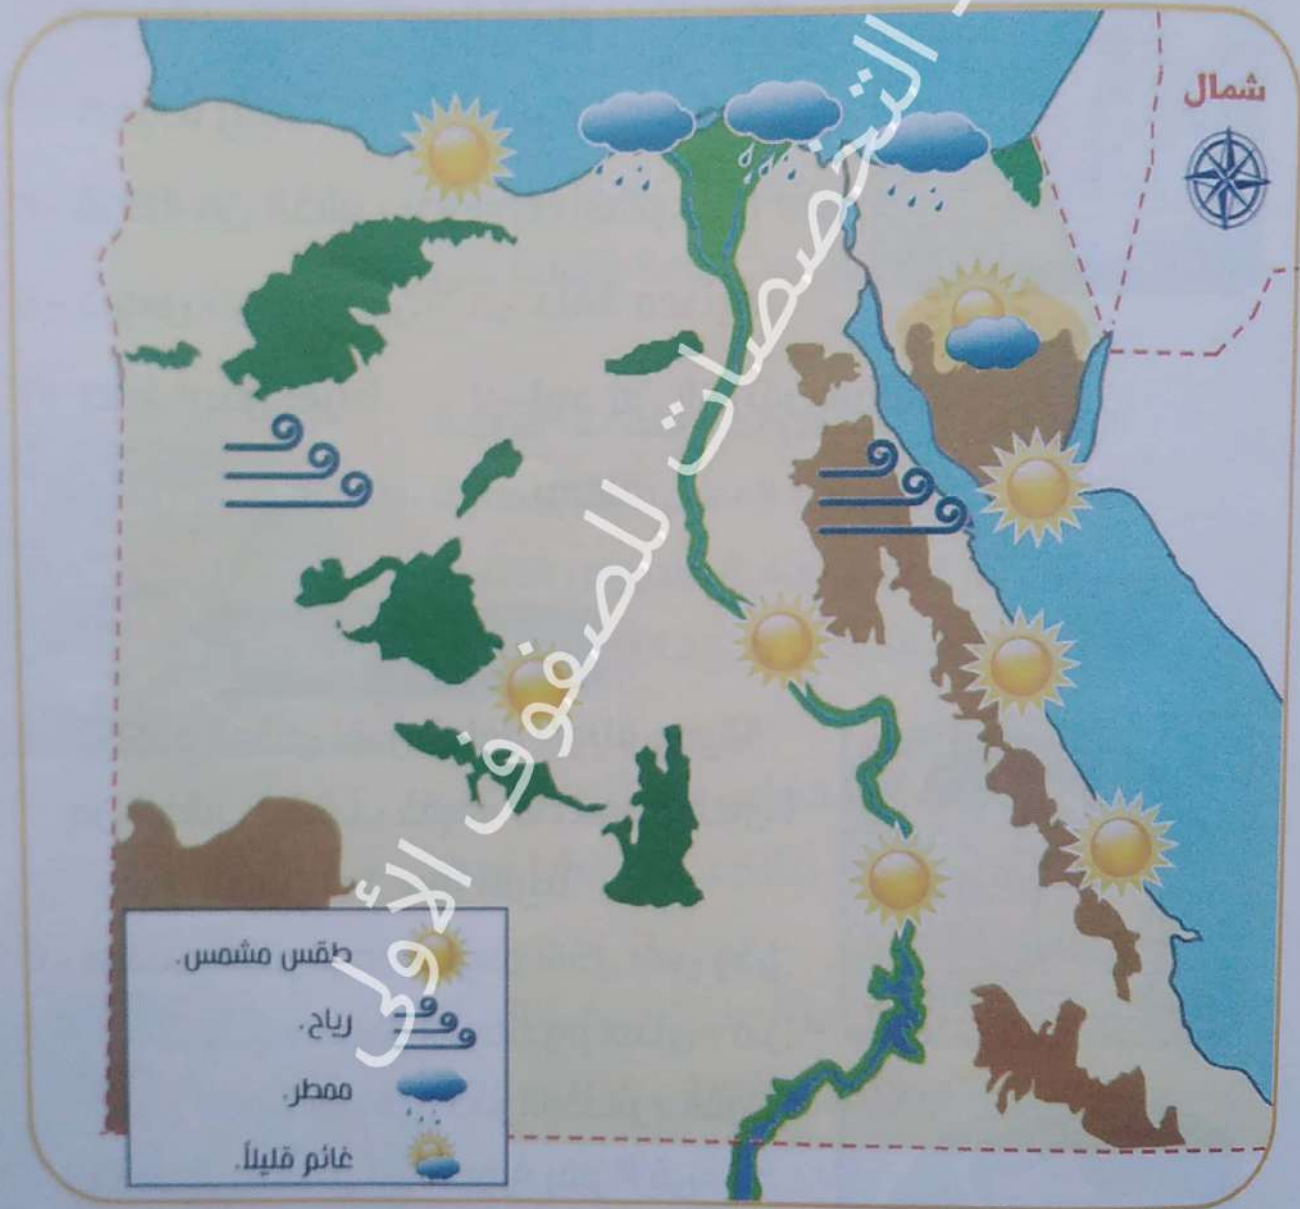 التخصصات للصفوف الأولى
شمال
طقس مشمس.
رياح.
ممطر.
غائم قليلاً.